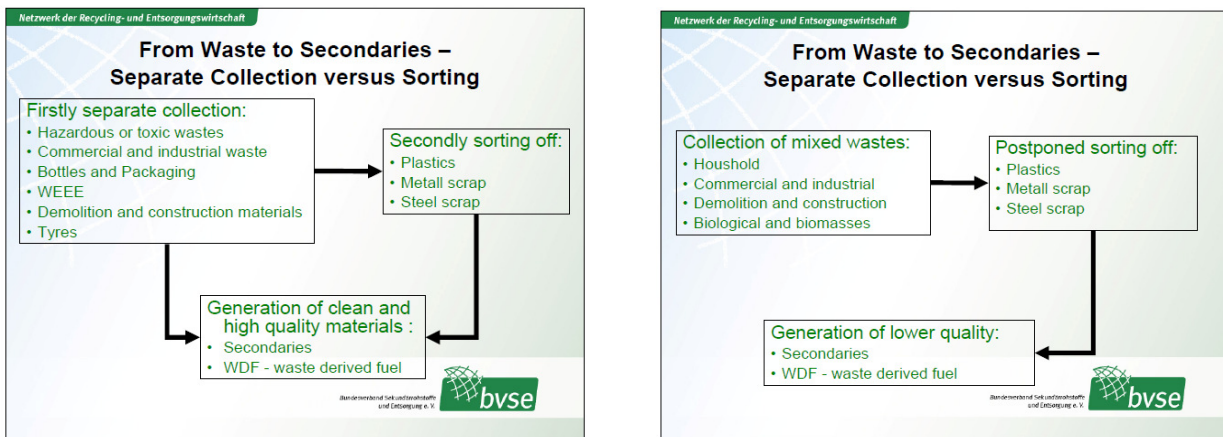 Netzwerk der Recycling- und Entsorgungswirtschaft
From Waste to Secondaries –
Separate Collection versus Sorting
Firstly separate collection:
• Hazardous or toxic wastes
• Commercial and industrial waste
• Bottles and Packaging
• WEEE
• Demolition and construction materials
• Tyres
Secondly sorting off:
• Plastics
• Metall scrap
• Steel scrap
Generation of clean and
high quality materials :
• Secondaries
• WDF - waste derived fuel
Bundesverband Sekundärrohstoffe
und Entsorgung e. V.
bvse
Netzwerk der Recycling- und Entsorgungswirtschaft
From Waste to Secondaries –
Separate Collection versus Sorting
Collection of mixed wastes:
• Houshold
• Commercial and industrial
• Demolition and construction
• Biological and biomasses
Postponed sorting off:
• Plastics
• Metall scrap
• Steel scrap
Generation of lower quality:
• Secondaries
• WDF - waste derived fuel
Bundesverband Sekundärrohstoffe
und Entsorgung e. V.
bvse